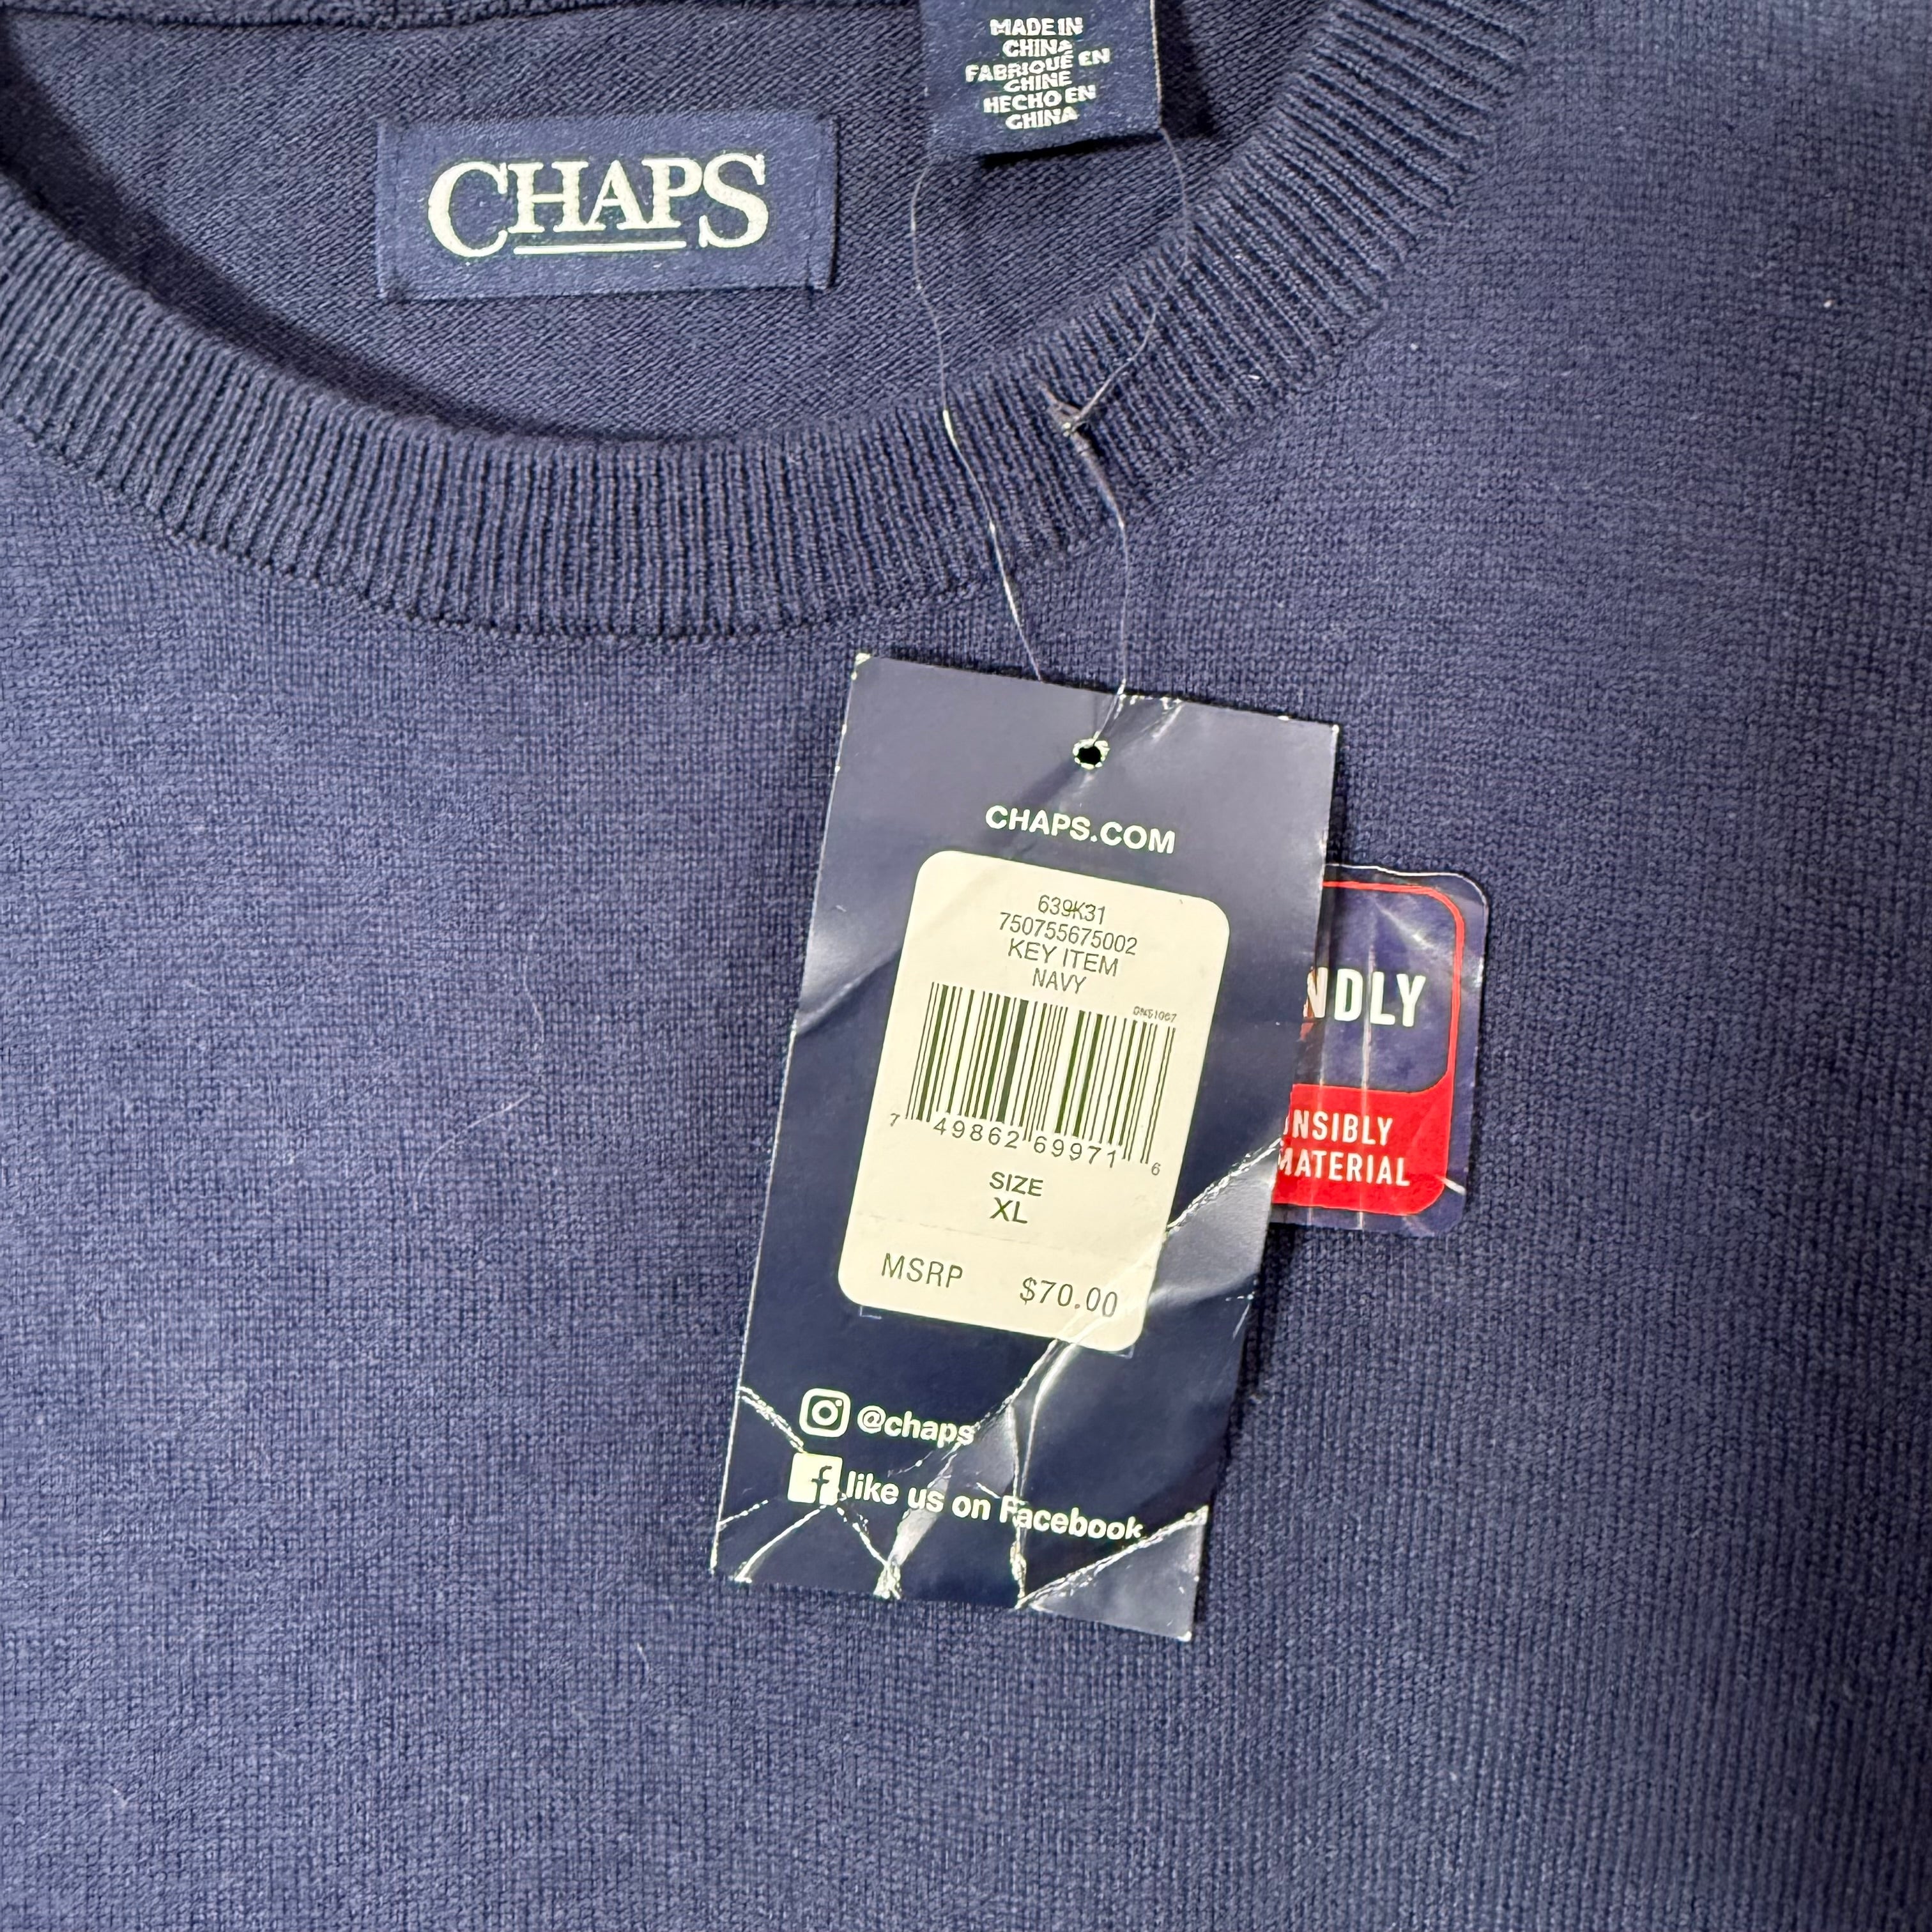 MADE IN
CHINA
FABRIQUÉ EN
CHINE
HECHO EN
CHINA
CHAPS
CHAPS.COM
639K31
750755675002
KEY ITEM
NAVY
7 49862 69971 6
SIZE
XL
MSRP $70.00
@chaps
like us on Facebook
NDLY
NSIBLY
MATERIAL